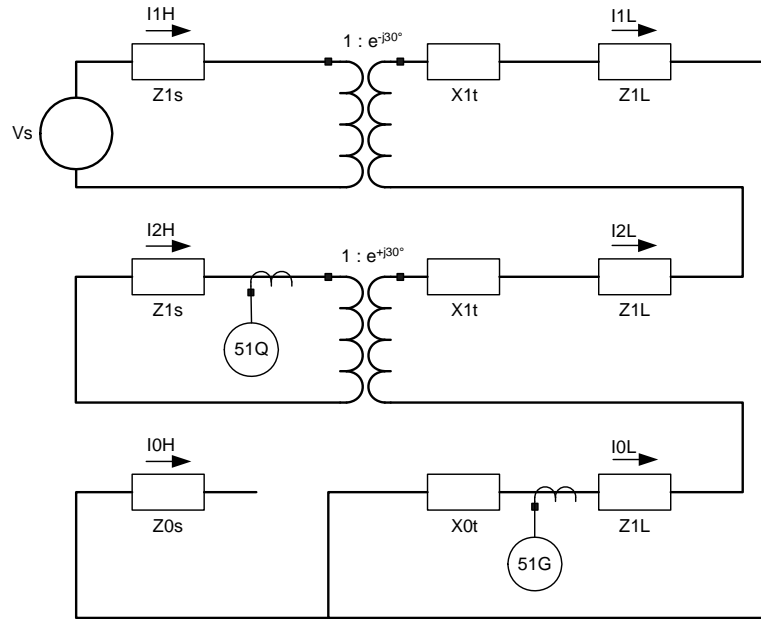 I1H
I1L
1 : e^-j30°
Z1s
X1t
Z1L
Vs
I2H
I2L
1 : e^+j30°
Z1s
X1t
Z1L
51Q
I0H
I0L
Z0s
X0t
Z1L
51G